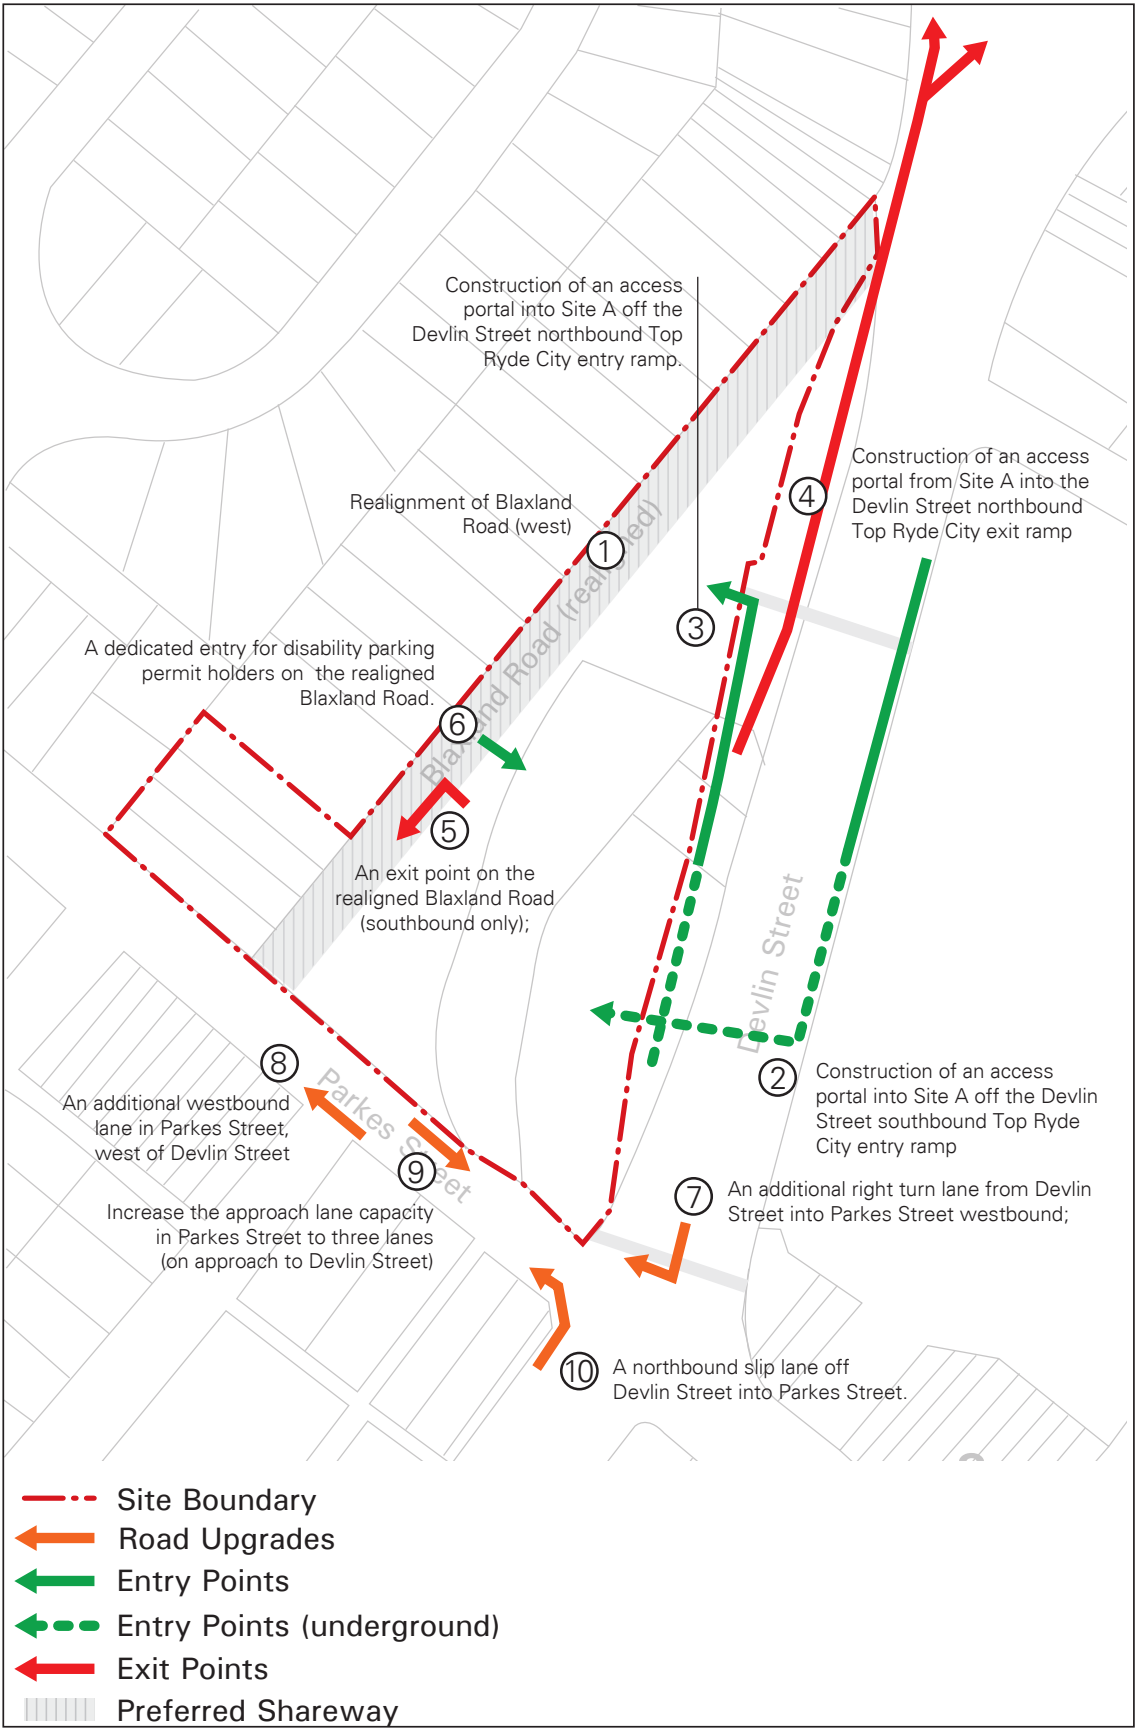 Construction of an access
portal into Site A off the
Devlin Street northbound Top
Ryde City entry ramp.
Construction of an access
portal from Site A into the
Devlin Street northbound
Top Ryde City exit ramp
4
Realignment of Blaxland
Road (west)
1
Blaxland Road (realigned)
3
A dedicated entry for disability parking
permit holders on the realigned
Blaxland Road.
6
5
An exit point on the
realigned Blaxland Road
(southbound only);
Devlin Street
2
Construction of an access
portal into Site A off the Devlin
Street southbound Top Ryde
City entry ramp
8
An additional westbound
lane in Parkes Street,
west of Devlin Street
Parkes Street
9
Increase the approach lane capacity
in Parkes Street to three lanes
(on approach to Devlin Street)
7
An additional right turn lane from Devlin
Street into Parkes Street westbound;
10
A northbound slip lane off
Devlin Street into Parkes Street.
Site Boundary
Road Upgrades
Entry Points
Entry Points (underground)
Exit Points
Preferred Shareway